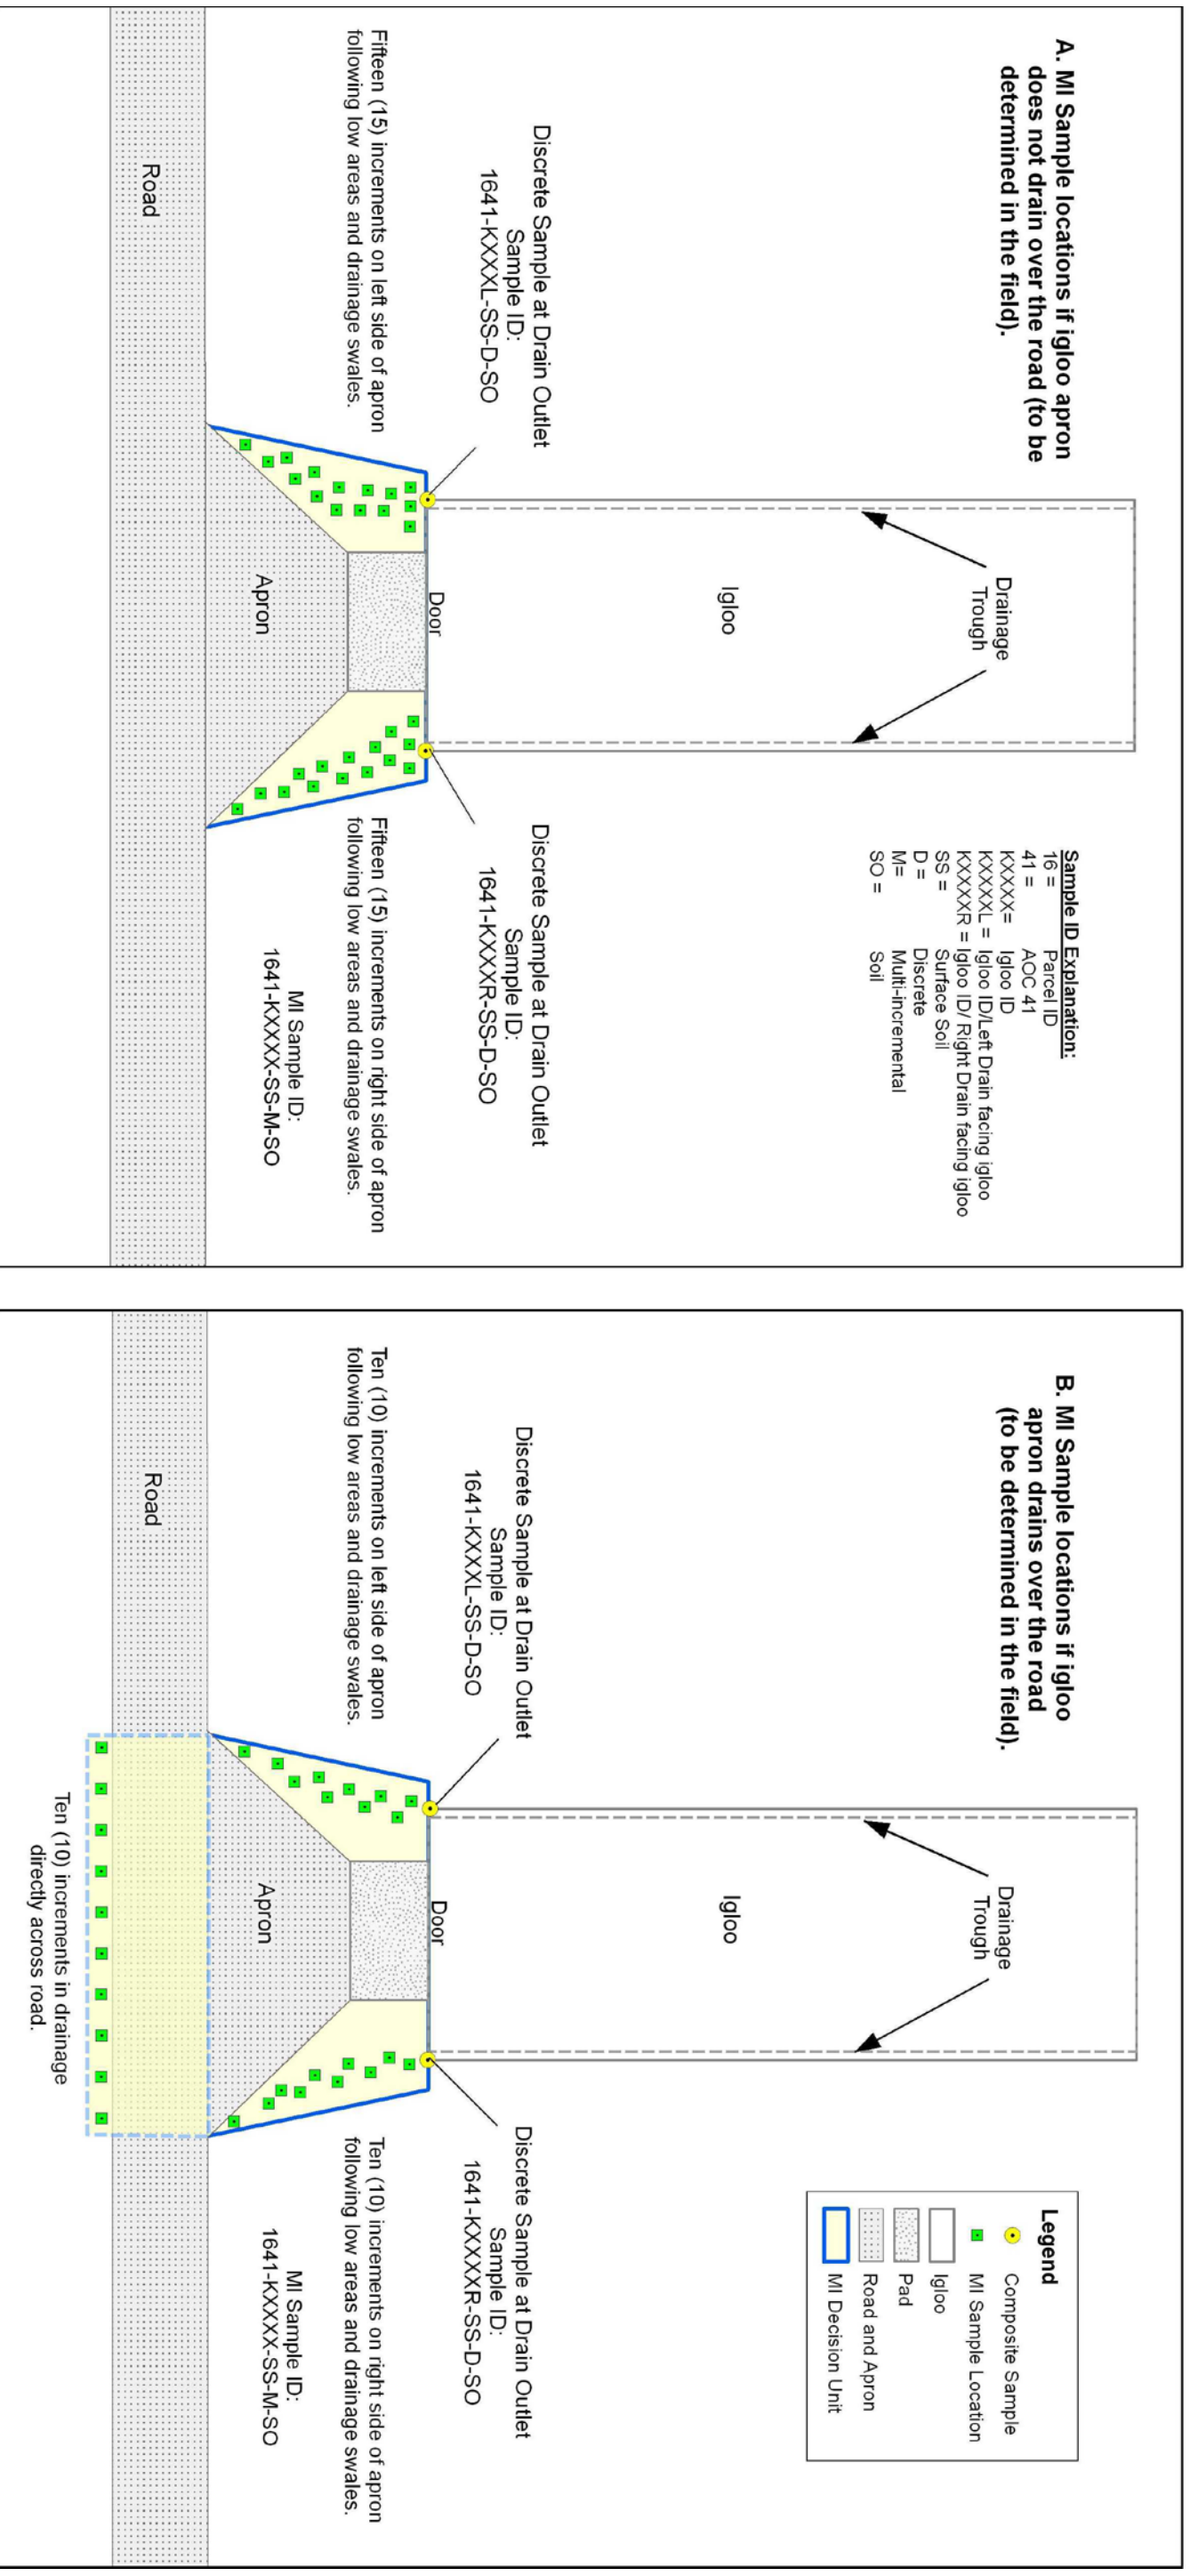 A. MI Sample locations if igloo apron
does not drain over the road (to be
determined in the field).
Sample ID Explanation:
16 = Parcel ID
41 = AOC 41
KXXXX= Igloo ID
KXXXXL = Igloo ID/Left Drain facing igloo
KXXXXR = Igloo ID/ Right Drain facing igloo
SS = Surface Soil
D = Discrete
M= Multi-incremental
SO = Soil
Drainage
Trough
Igloo
Discrete Sample at Drain Outlet
Sample ID:
1641-KXXXL-SS-D-SO
Discrete Sample at Drain Outlet
Sample ID:
1641-KXXXR-SS-D-SO
Door
Fifteen (15) increments on left side of apron
following low areas and drainage swales.
Fifteen (15) increments on right side of apron
following low areas and drainage swales.
Apron
MI Sample ID:
1641-KXXXX-SS-M-SO
Road
B. MI Sample locations if igloo
apron drains over the road
(to be determined in the field).
Legend
Composite Sample
MI Sample Location
Igloo
Pad
Road and Apron
MI Decision Unit
Drainage
Trough
Igloo
Discrete Sample at Drain Outlet
Sample ID:
1641-KXXXL-SS-D-SO
Discrete Sample at Drain Outlet
Sample ID:
1641-KXXXXR-SS-D-SO
Door
Ten (10) increments on left side of apron
following low areas and drainage swales.
Ten (10) increments on right side of apron
following low areas and drainage swales.
Apron
MI Sample ID:
1641-KXXXX-SS-M-SO
Road
Ten (10) increments in drainage
directly across road.